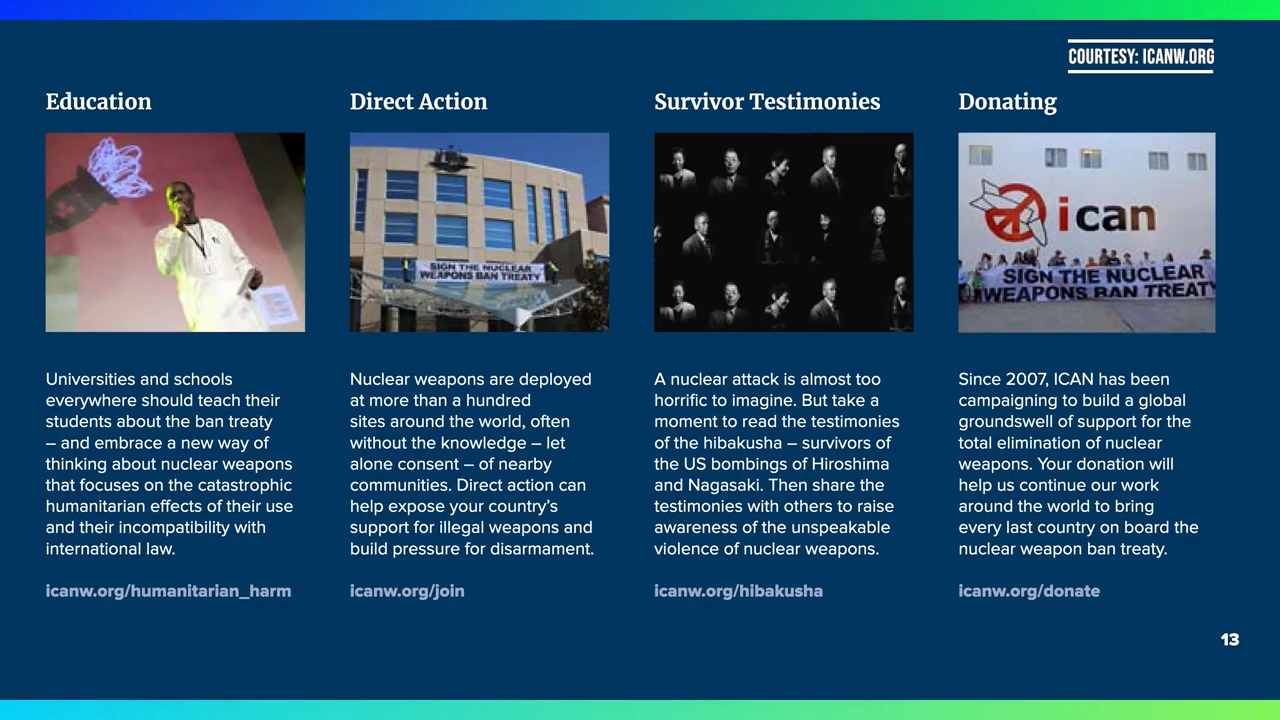 COURTESY: ICANW.ORG
Education
Universities and schools
everywhere should teach their
students about the ban treaty
– and embrace a new way of
thinking about nuclear weapons
that focuses on the catastrophic
humanitarian effects of their use
and their incompatibility with
international law.
icanw.org/humanitarian_harm
Direct Action
SIGN THE NUCLEAR
WEAPONS BAN TREATY
Nuclear weapons are deployed
at more than a hundred
sites around the world, often
without the knowledge – let
alone consent – of nearby
communities. Direct action can
help expose your country’s
support for illegal weapons and
build pressure for disarmament.
icanw.org/join
Survivor Testimonies
A nuclear attack is almost too
horrific to imagine. But take a
moment to read the testimonies
of the hibakusha – survivors of
the US bombings of Hiroshima
and Nagasaki. Then share the
testimonies with others to raise
awareness of the unspeakable
violence of nuclear weapons.
icanw.org/hibakusha
Donating
ican
SIGN THE NUCLEAR
WEAPONS BAN TREATY
Since 2007, ICAN has been
campaigning to build a global
groundswell of support for the
total elimination of nuclear
weapons. Your donation will
help us continue our work
around the world to bring
every last country on board the
nuclear weapon ban treaty.
icanw.org/donate
13